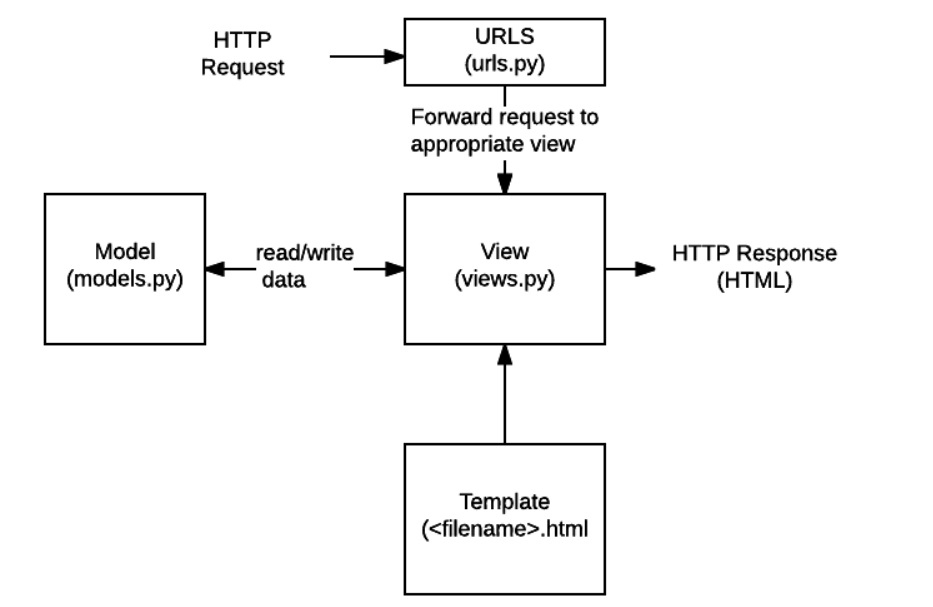 HTTP
Request
URLS
(urls.py)
Forward request to
appropriate view
Model
(models.py)
read/write
data
View
(views.py)
HTTP Response
(HTML)
Template
(<filename>.html